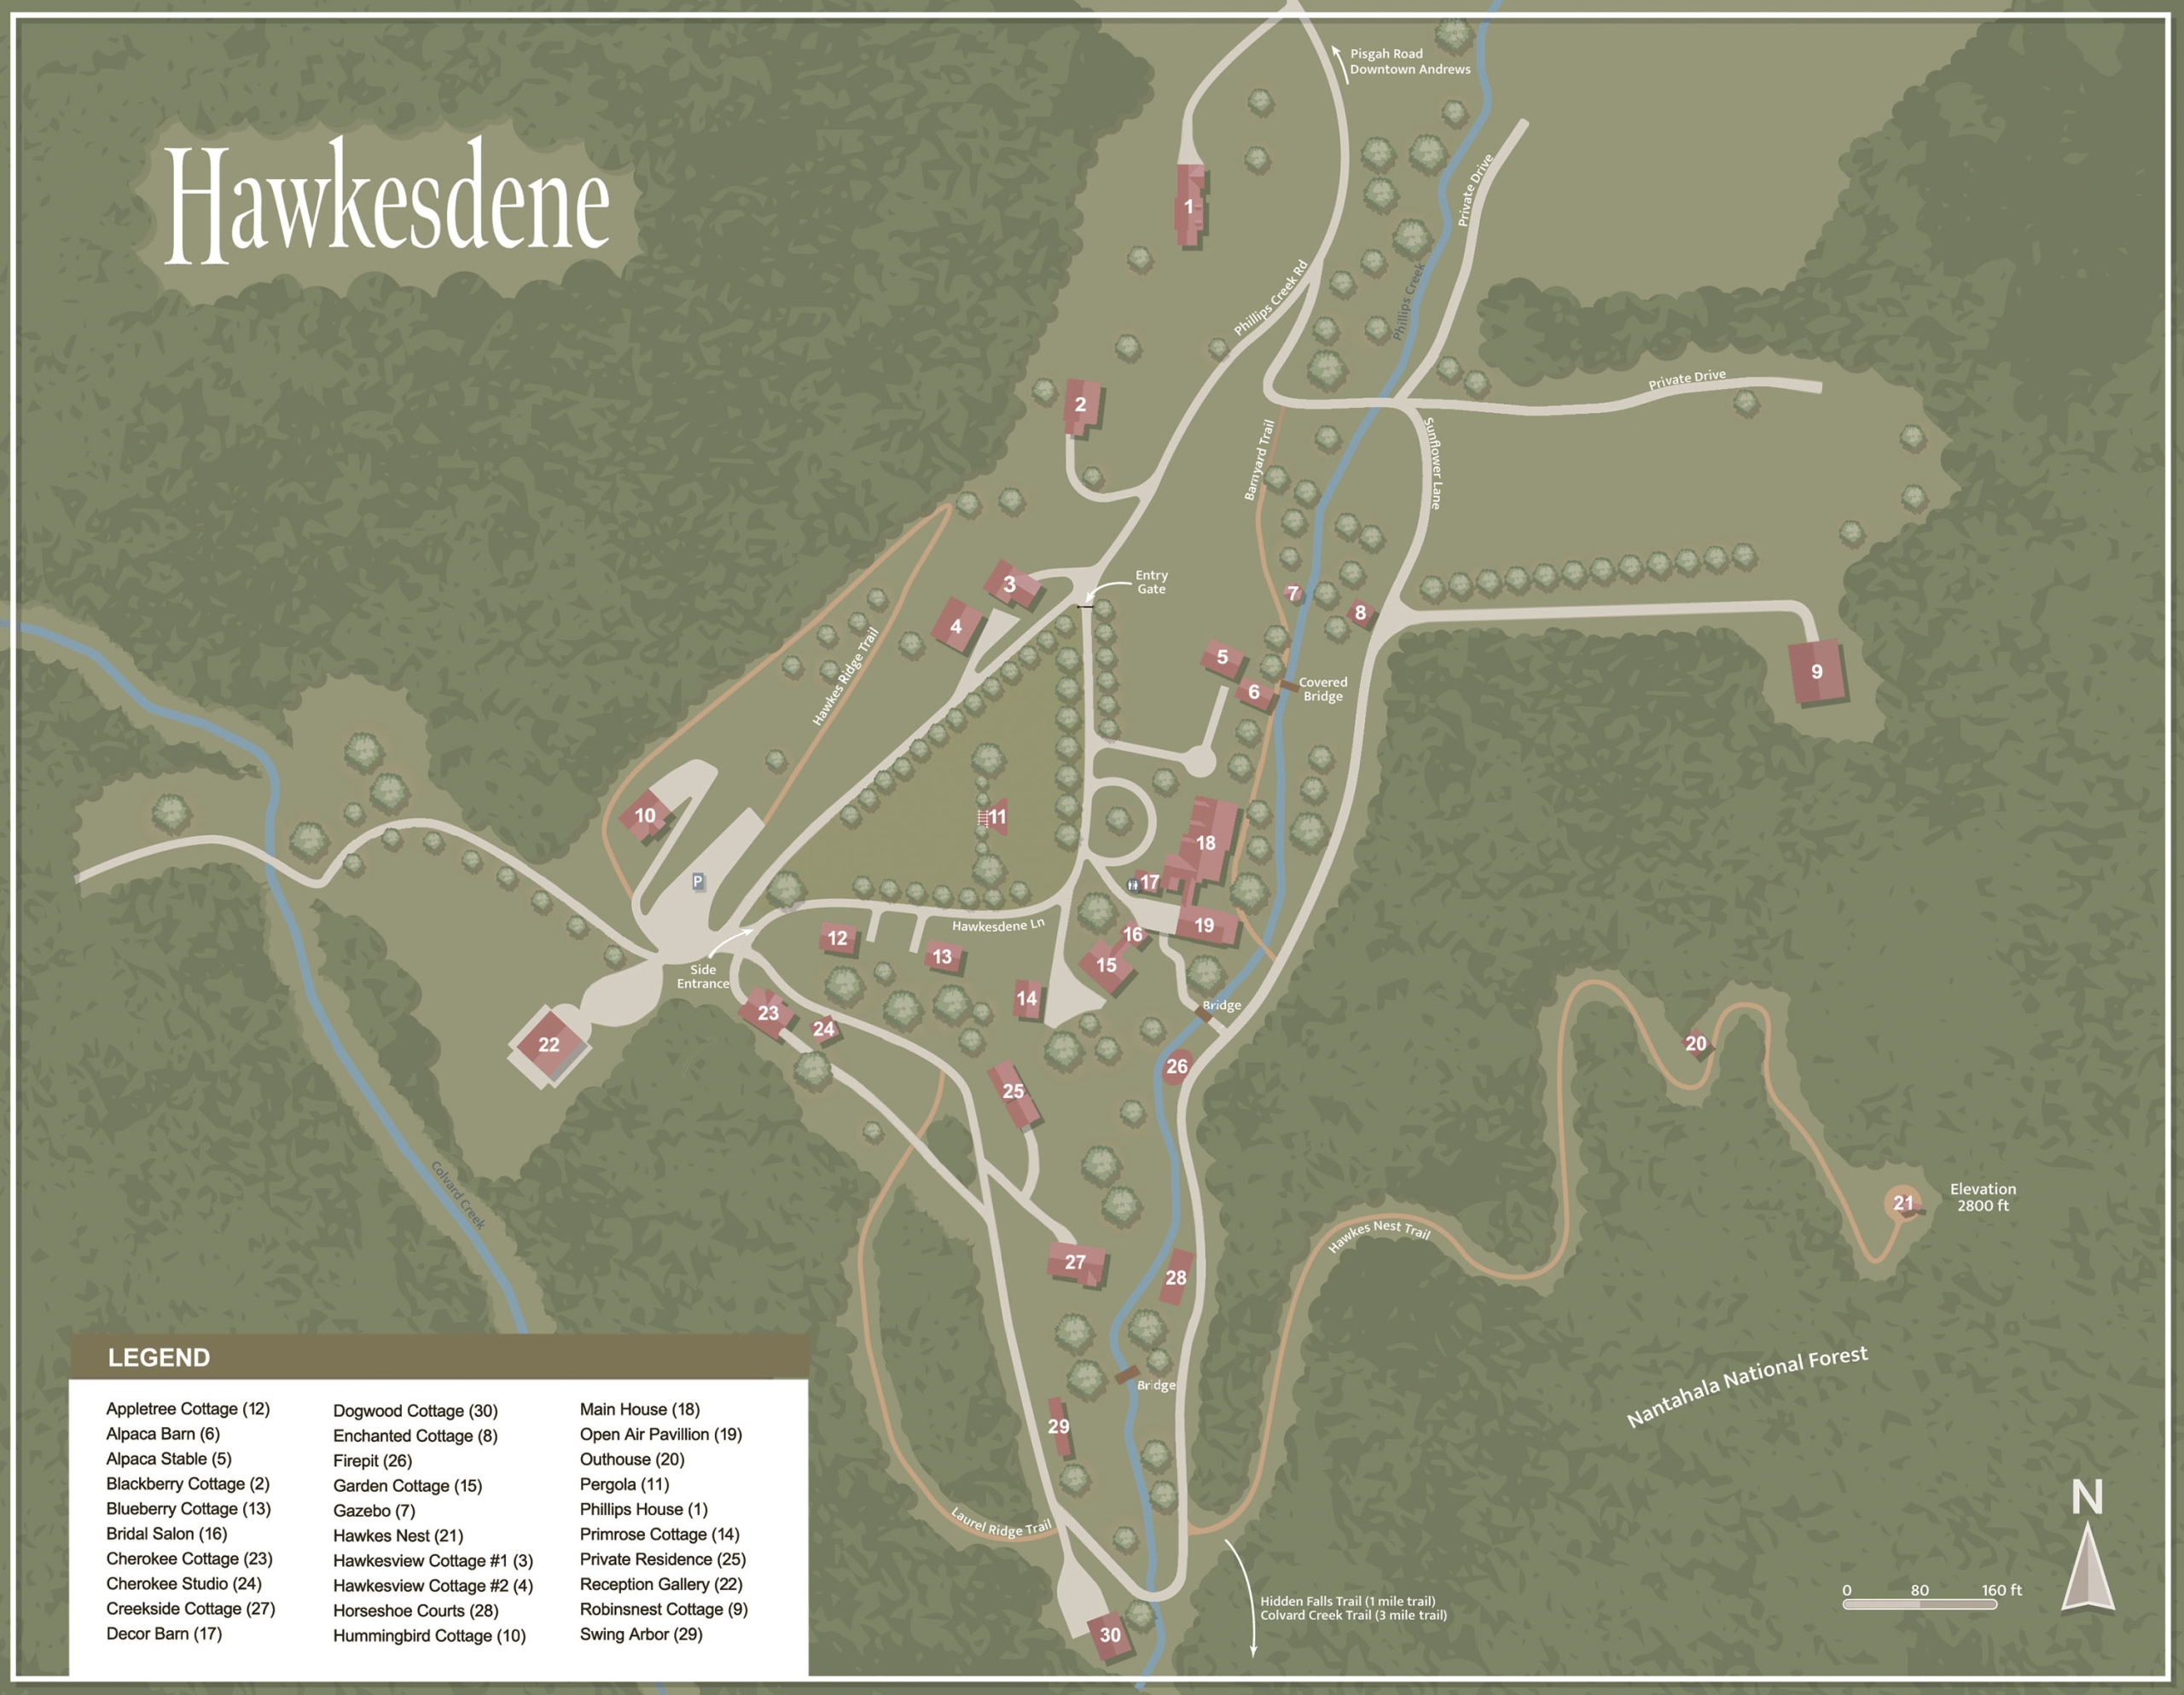 Hawkesdene
Pisgah Road
Downtown Andrews
Private Drive
1
Phillips Creek Rd
Phillips Creek
Private Drive
2
Barnyard Trail
Sunflower Lane
3
Entry
Gate
4
7
8
Hawkes Ridge Trail
5
6
Covered
Bridge
9
10
11
18
P
17
12
Hawkesdene Ln
19
16
13
15
Side
Entrance
14
Bridge
23
24
22
20
26
25
Colvard Creek
21
Elevation
2800 ft
Hawkes Nest Trail
27
28
Bridge
29
Nantahala National Forest
Laurel Ridge Trail
Hidden Falls Trail (1 mile trail)
Colvard Creek Trail (3 mile trail)
30
N
0 80 160 ft
LEGEND
Appletree Cottage (12)
Alpaca Barn (6)
Alpaca Stable (5)
Blackberry Cottage (2)
Blueberry Cottage (13)
Bridal Salon (16)
Cherokee Cottage (23)
Cherokee Studio (24)
Creekside Cottage (27)
Decor Barn (17)
Dogwood Cottage (30)
Enchanted Cottage (8)
Firepit (26)
Garden Cottage (15)
Gazebo (7)
Hawkes Nest (21)
Hawkesview Cottage #1 (3)
Hawkesview Cottage #2 (4)
Horseshoe Courts (28)
Hummingbird Cottage (10)
Main House (18)
Open Air Pavillion (19)
Outhouse (20)
Pergola (11)
Phillips House (1)
Primrose Cottage (14)
Private Residence (25)
Reception Gallery (22)
Robinsnest Cottage (9)
Swing Arbor (29)